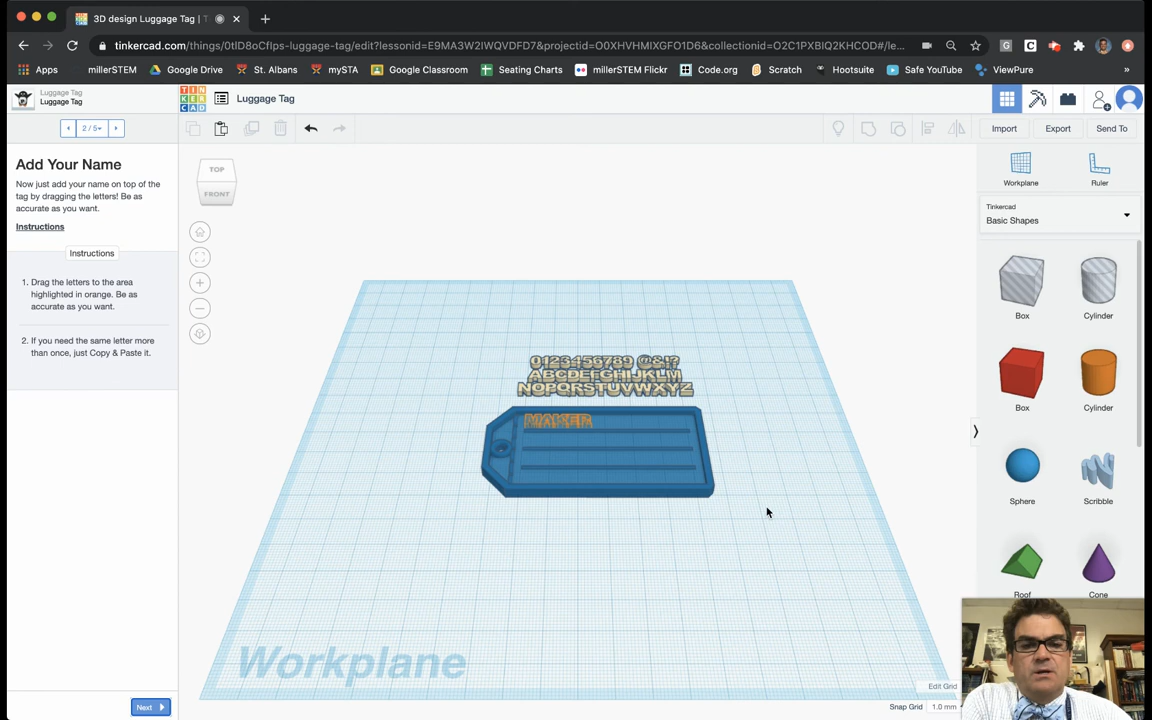 3D design Luggage Tag | T
tinkercad.com/things/0tID8oCfIps-luggage-tag/edit?lessonid=E9MA3W2IWQVDFD7&projectid=O0XHVHMIXGFO1D6&collectionid=O2C1PXBIQ2KHCOD#/le...
Apps millerSTEM Google Drive St. Albans mySTA Google Classroom Seating Charts millerSTEM Flickr Code.org Scratch Hootsuite Safe YouTube ViewPure »
Luggage Tag
Luggage Tag
TIN
KER
CAD
Luggage Tag
2 / 5
Import Export Send To
Add Your Name
Now just add your name on top of the
tag by dragging the letters! Be as
accurate as you want.
Instructions
Instructions
1. Drag the letters to the area
highlighted in orange. Be as
accurate as you want.
2. If you need the same letter more
than once, just Copy & Paste it.
Next
TOP
FRONT
0123456789 @&!?
ABCDEFGHIJKLM
NOPQRSTUVWXYZ
MAKER
Workplane
Edit Grid
Snap Grid 1.0 mm
Workplane Ruler
Tinkercad
Basic Shapes
Box Cylinder
Box Cylinder
Sphere Scribble
Roof Cone